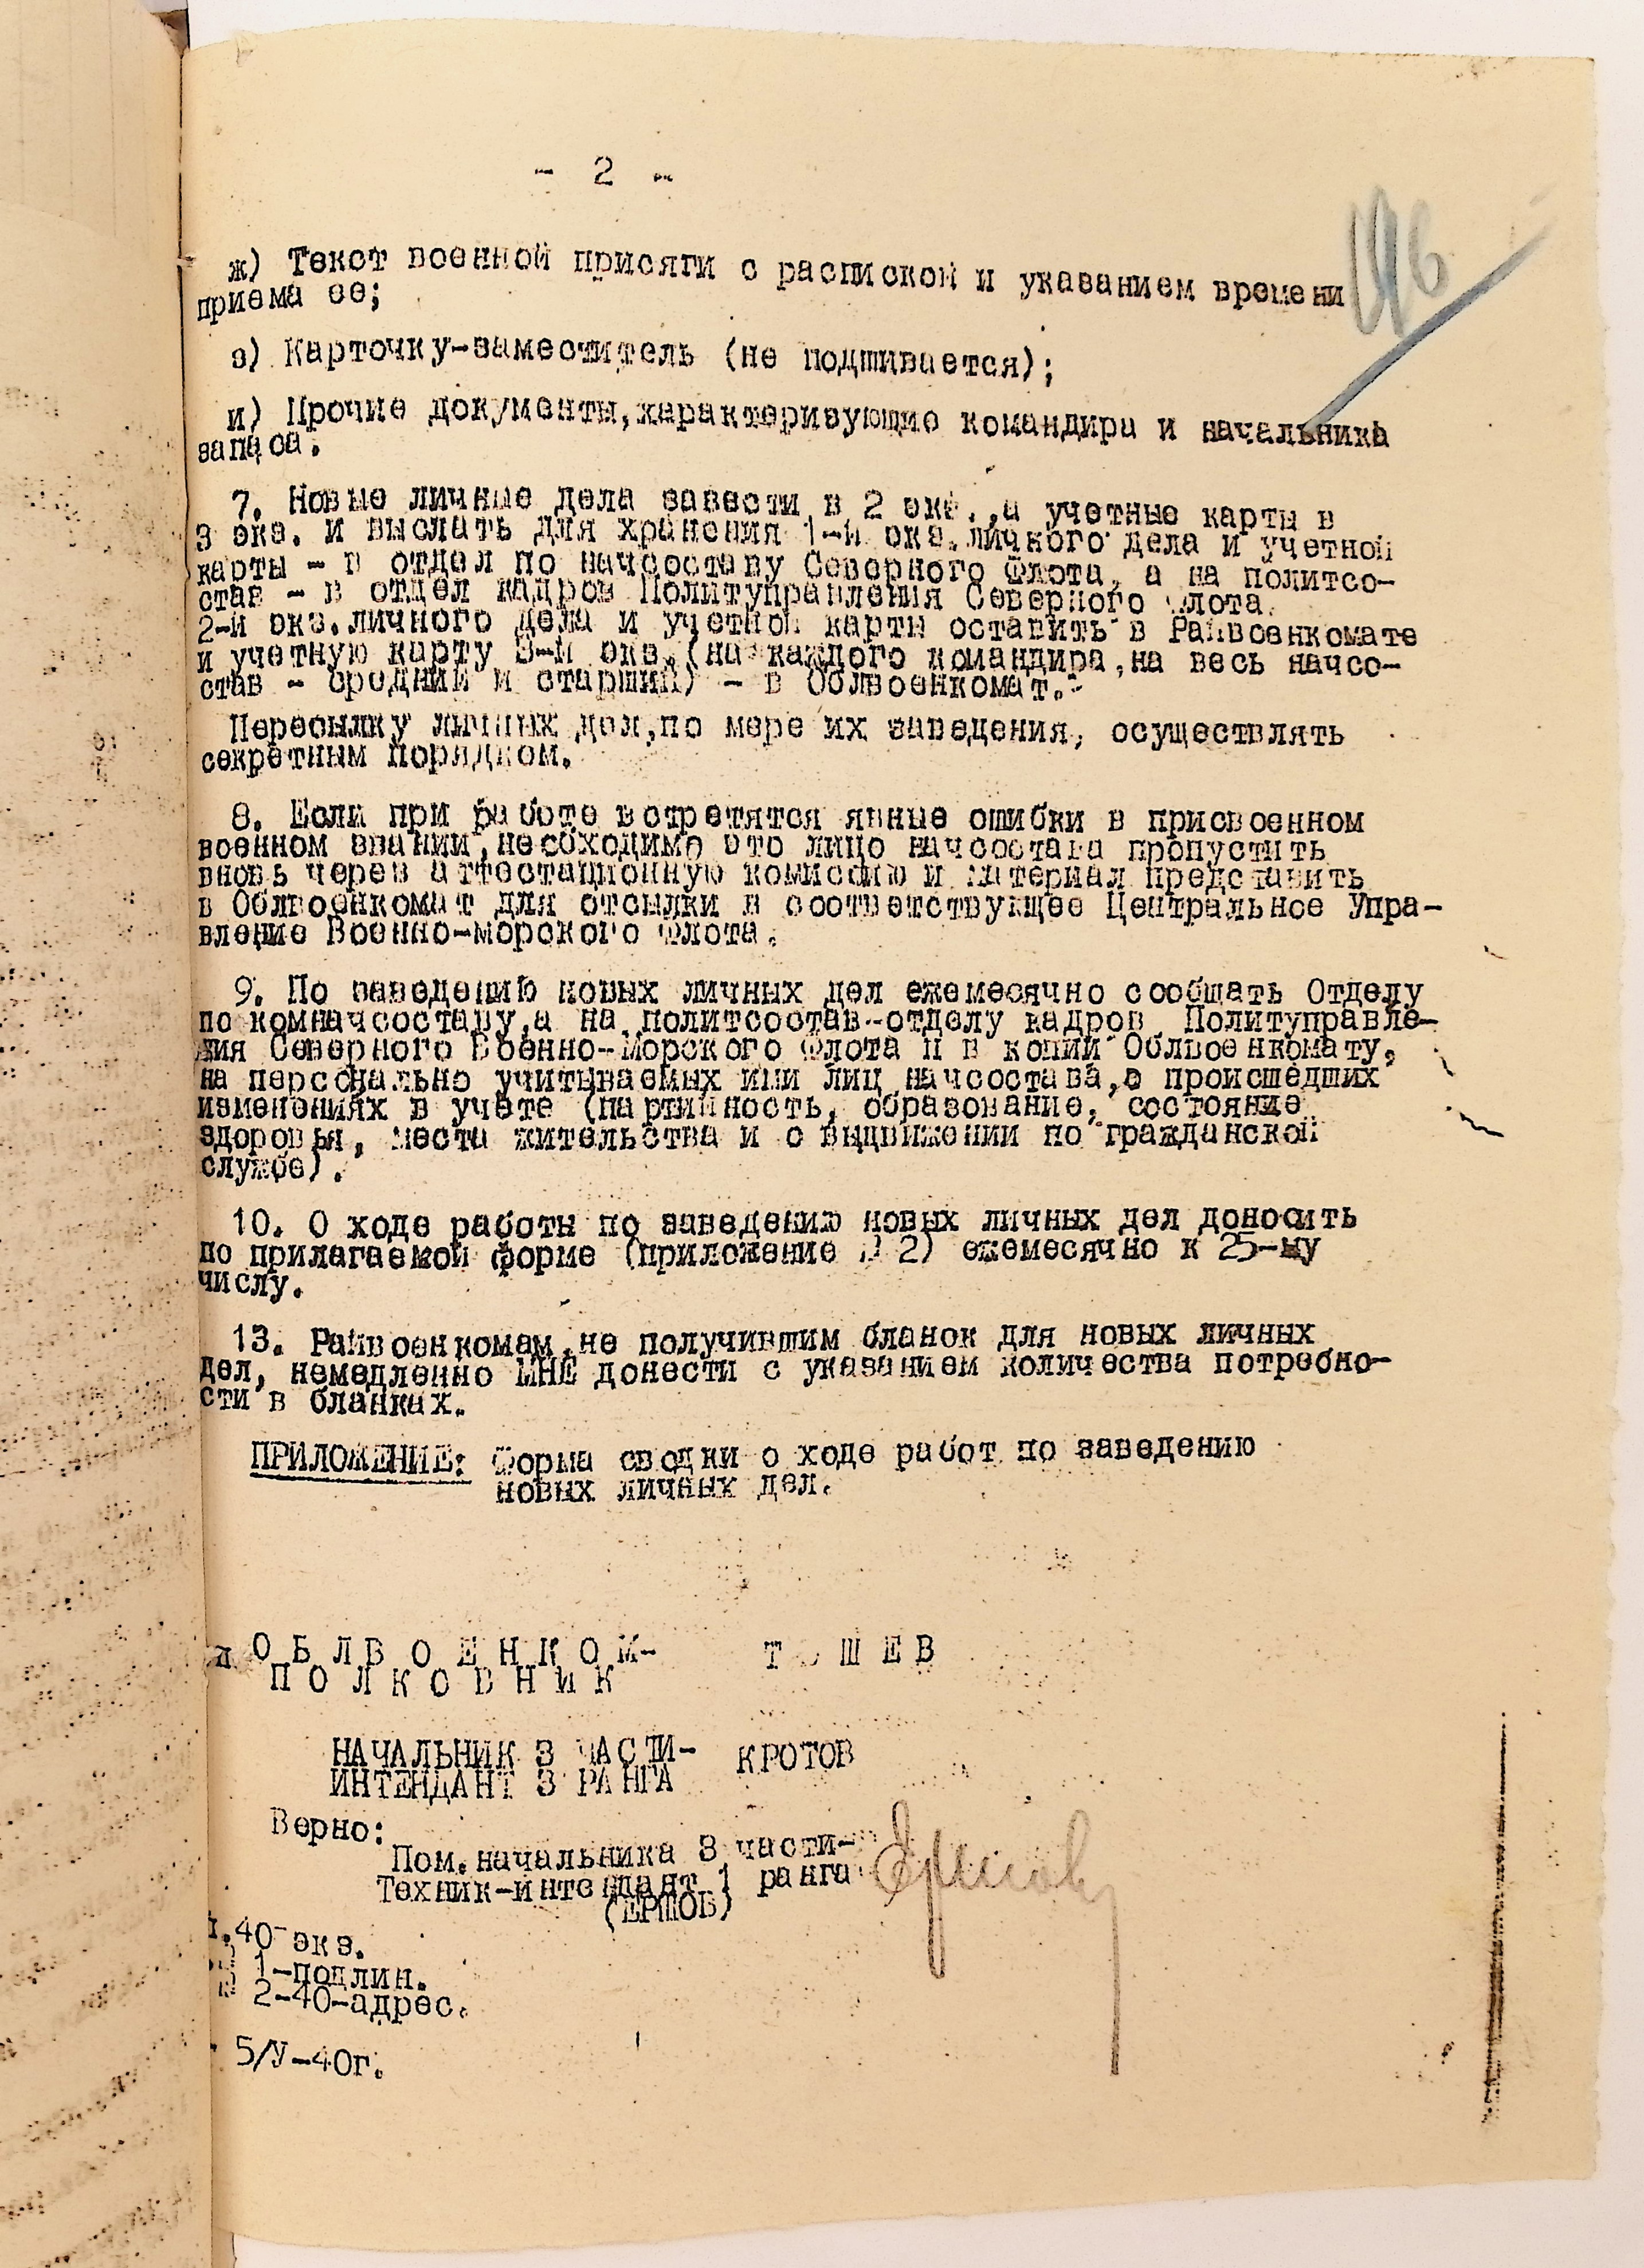 - 2 -
ж) Текст военной присяги с распиской и указанием времени
приема ее;
з) Карточку-заместитель (не подшивается);
и) Прочие документы, характеризующие командира и начальника
запаса.
7. Новые личные дела завести в 2 экз., а учетные карты в
3 экз. и выслать для хранения 1-й экз. личного дела и учетной
карты - в отдел по начсоставу Северного Флота, а на политсо-
став - в отдел кадров Политуправления Северного Флота.
2-й экз. личного дела и учетной карты оставить в Райвоенкомате
и учетную карту 3-й экз. (на каждого командира, на весь начсо-
став - средний и старший) - в Облвоенкомат.-
Пересылку личных дел, по мере их заведения, осуществлять
секретным порядком.
8. Если при работе встретятся явные ошибки в присвоенном
военном звании, необходимо это лицо начсостава пропустить
вновь через аттестационную комиссию и материал представить
в Облвоенкомат для отсылки в соответствующее Центральное Упра-
вление Военно-морского Флота.
9. По заведению новых личных дел ежемесячно сообщать Отделу
по комначсоставу, а на политсостав--отделу кадров Политуправле-
ния Северного Военно-Морского Флота и в копии Облвоенкомату,
на персонально учитываемых ими лиц начсостава, о происшедших
изменениях в учете (партийность, образование, состояние
здоровья, места жительства и о выдвижении по гражданской
службе).
10. О ходе работы по заведению новых личных дел доносить
по прилагаемой форме (приложение № 2) ежемесячно к 25-му
числу.
13. Райвоенкомам, не получившим бланок для новых личных
дел, немедленно МНЕ донести с указанием количества потребно-
сти в бланках.
ПРИЛОЖЕНИЕ: Форма сводки о ходе работ по заведению
новых личных дел.
ОБЛВОЕНКОМ-
ПОЛКОВНИК
НАЧАЛЬНИК 3 ЧАСТИ- КРОТОВ
ИНТЕНДАНТ 3 РАНГА
Верно:
Пом. начальника 3 части-
Техник-интендант 1 ранга Ершов
(ЕРШОВ)
40 экз.
1-подлин.
2-40-адрес.
5/У-40г.